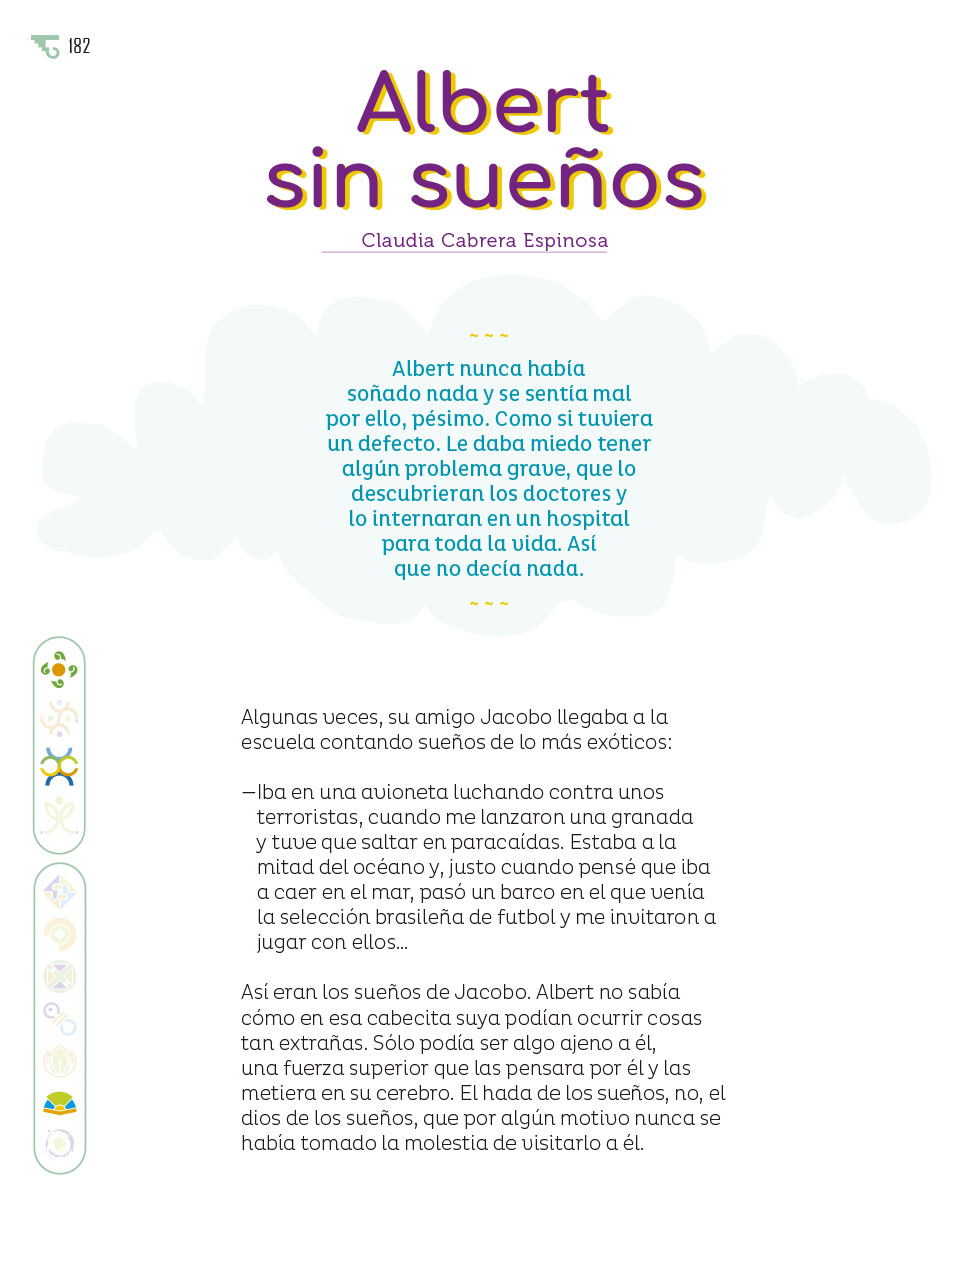 182
Albert
sin sueños
Claudia Cabrera Espinosa
~ ~ ~
Albert nunca había
soñado nada y se sentía mal
por ello, pésimo. Como si tuviera
un defecto. Le daba miedo tener
algún problema grave, que lo
descubrieran los doctores y
lo internaran en un hospital
para toda la vida. Así
que no decía nada.
~ ~ ~
Algunas veces, su amigo Jacobo llegaba a la
escuela contando sueños de lo más exóticos:
—Iba en una avioneta luchando contra unos
terroristas, cuando me lanzaron una granada
y tuve que saltar en paracaídas. Estaba a la
mitad del océano y, justo cuando pensé que iba
a caer en el mar, pasó un barco en el que venía
la selección brasileña de futbol y me invitaron a
jugar con ellos...
Así eran los sueños de Jacobo. Albert no sabía
cómo en esa cabecita suya podían ocurrir cosas
tan extrañas. Sólo podía ser algo ajeno a él,
una fuerza superior que las pensara por él y las
metiera en su cerebro. El hada de los sueños, no, el
dios de los sueños, que por algún motivo nunca se
había tomado la molestia de visitarlo a él.